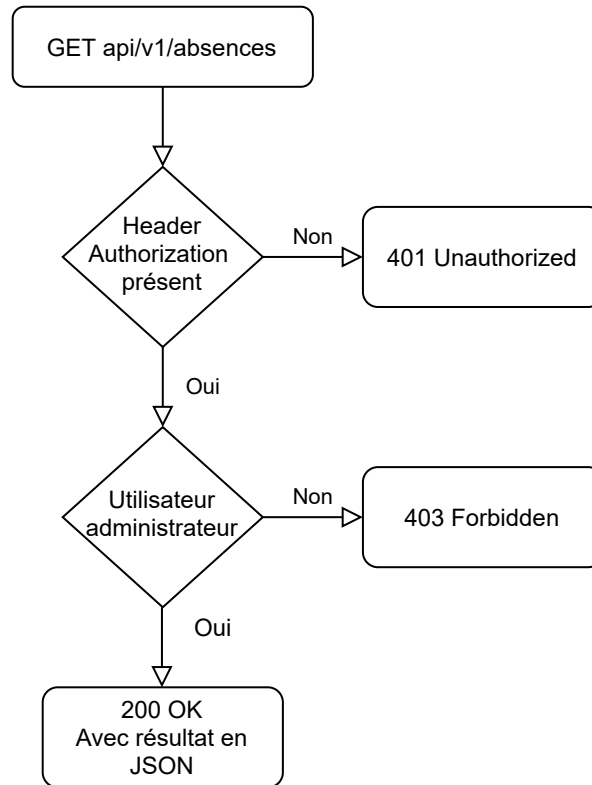 GET api/v1/absences
Header
Authorization
présent
Non
401 Unauthorized
Oui
Utilisateur
administrateur
Non
403 Forbidden
Oui
200 OK
Avec résultat en
JSON